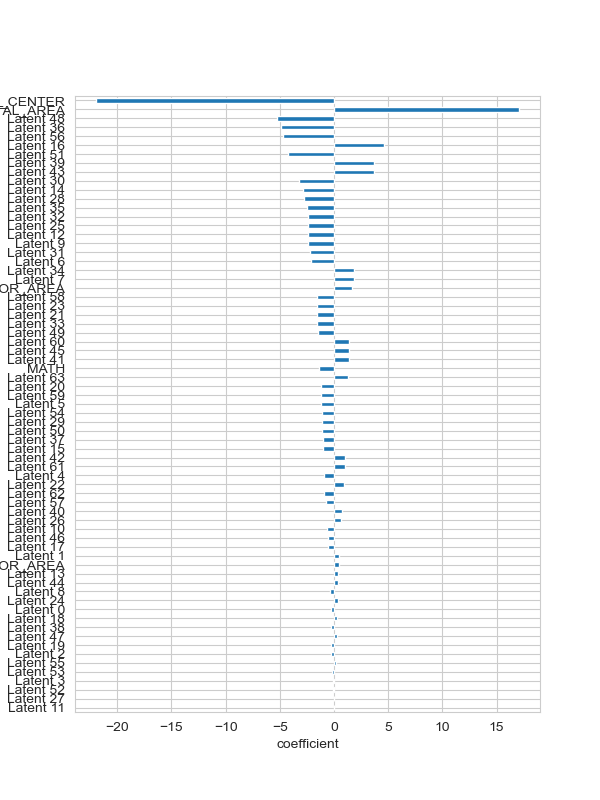 _CENTER
TAL_AREA
Latent 48
Latent 36
Latent 56
Latent 16
Latent 51
Latent 39
Latent 43
Latent 30
Latent 14
Latent 28
Latent 35
Latent 32
Latent 25
Latent 12
Latent 9
Latent 31
Latent 6
Latent 34
Latent 7
OR_AREA
Latent 58
Latent 23
Latent 21
Latent 33
Latent 49
Latent 60
Latent 45
Latent 41
MATH
Latent 63
Latent 20
Latent 59
Latent 5
Latent 54
Latent 29
Latent 50
Latent 37
Latent 15
Latent 42
Latent 61
Latent 4
Latent 22
Latent 62
Latent 57
Latent 40
Latent 26
Latent 10
Latent 46
Latent 17
Latent 1
OR_AREA
Latent 13
Latent 44
Latent 8
Latent 24
Latent 0
Latent 18
Latent 38
Latent 47
Latent 19
Latent 2
Latent 55
Latent 53
Latent 3
Latent 52
Latent 27
Latent 11
−20 −15 −10 −5 0 5 10 15
coefficient